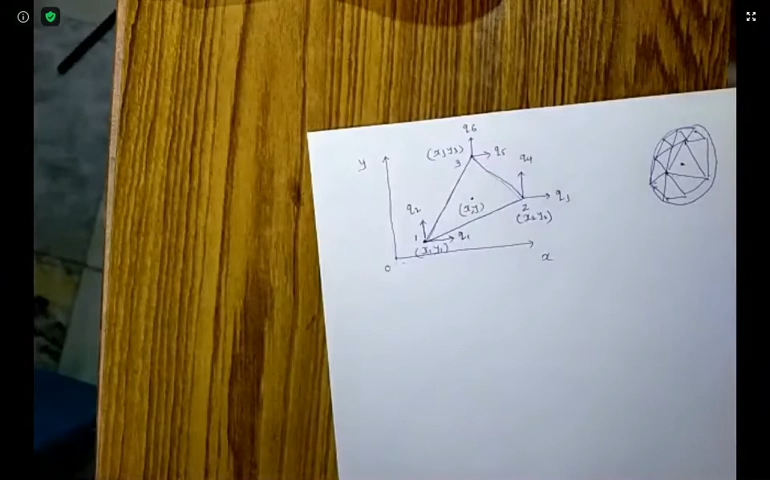 q6
y
(x3 y3)
q5
3
q4
q2
(x, y)
q3
2
(x2 y2)
1
q1
(x1 y1)
x
0